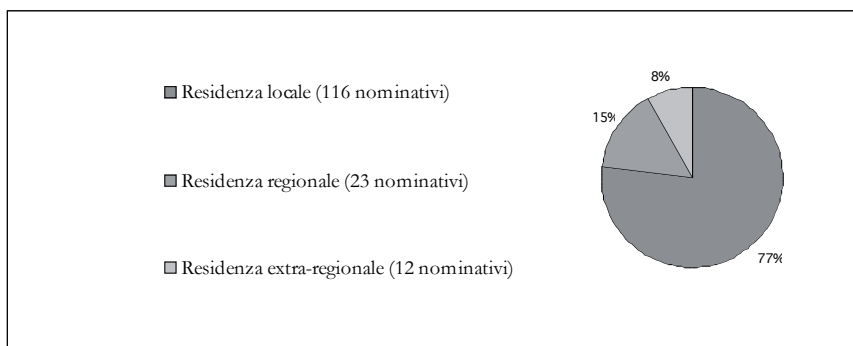 Residenza locale (116 nominativi)
Residenza regionale (23 nominativi)
Residenza extra-regionale (12 nominativi)
8%
15%
77%